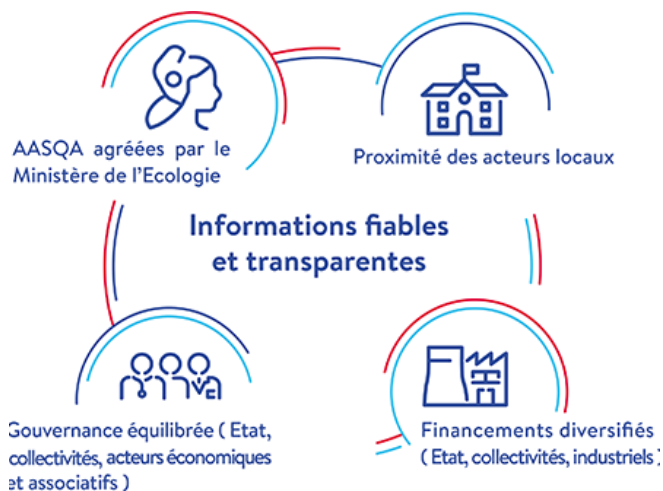 AASQA agréées par le
Ministère de l'Ecologie
Proximité des acteurs locaux
Informations fiables
et transparentes
Gouvernance équilibrée ( Etat,
collectivités, acteurs économiques
et associatifs )
Financements diversifiés
( Etat, collectivités, industriels )